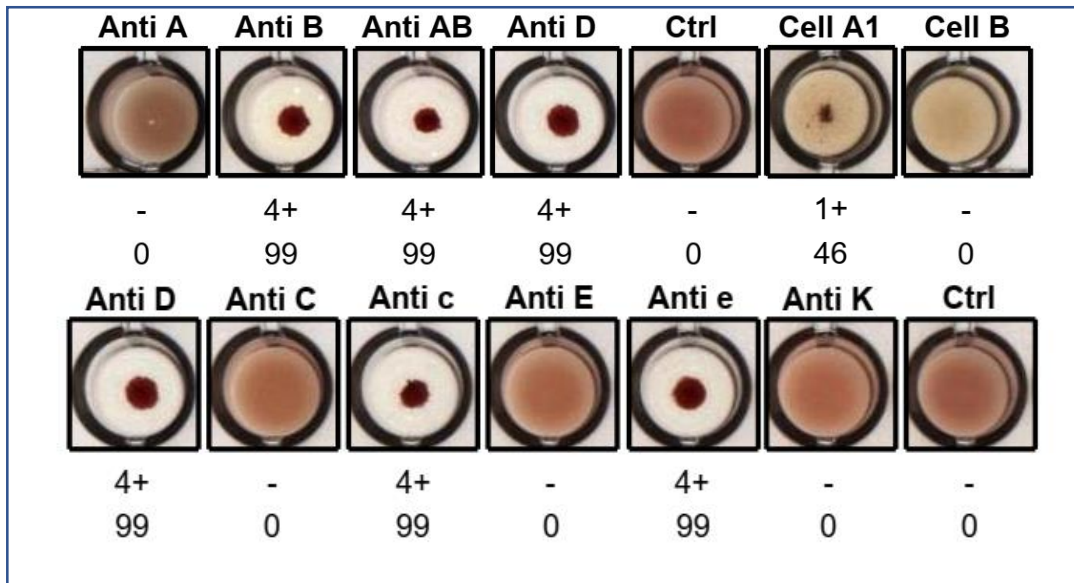 Anti A Anti B Anti AB Anti D Ctrl Cell A1 Cell B
- 4+ 4+ 4+ - 1+ -
0 99 99 99 0 46 0
Anti D Anti C Anti c Anti E Anti e Anti K Ctrl
4+ - 4+ - 4+ - -
99 0 99 0 99 0 0